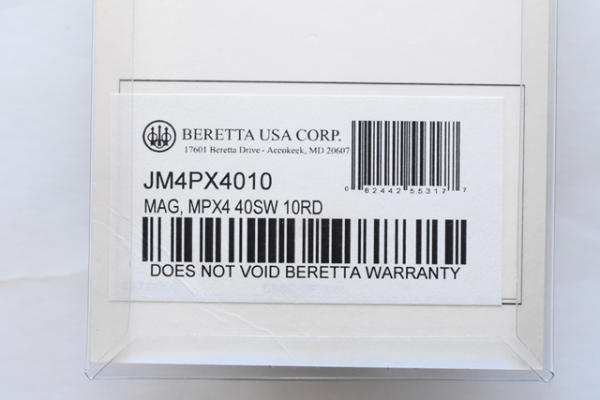 BERETTA USA CORP.
17601 Beretta Drive - Accokeek, MD 20607
0 82442 55317 7
JM4PX4010
MAG, MPX4 40SW 10RD
DOES NOT VOID BERETTA WARRANTY